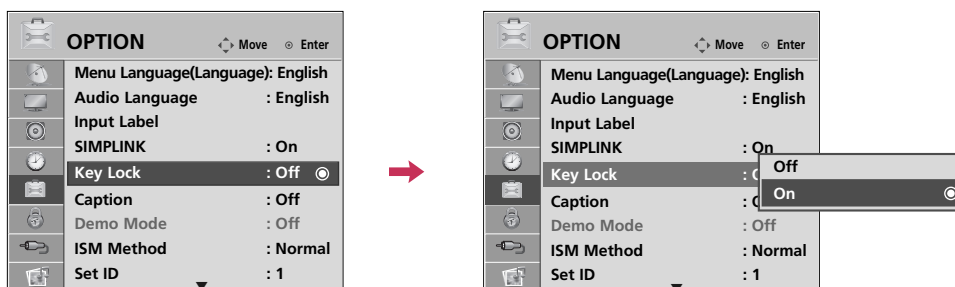 OPTION Move Enter
Menu Language(Language): English
Audio Language : English
Input Label
SIMPLINK : On
Key Lock : Off
Caption : Off
Demo Mode : Off
ISM Method : Normal
Set ID : 1
OPTION Move Enter
Menu Language(Language): English
Audio Language : English
Input Label
SIMPLINK : On
Key Lock :
Caption :
Demo Mode : Off
ISM Method : Normal
Set ID : 1
Off
On